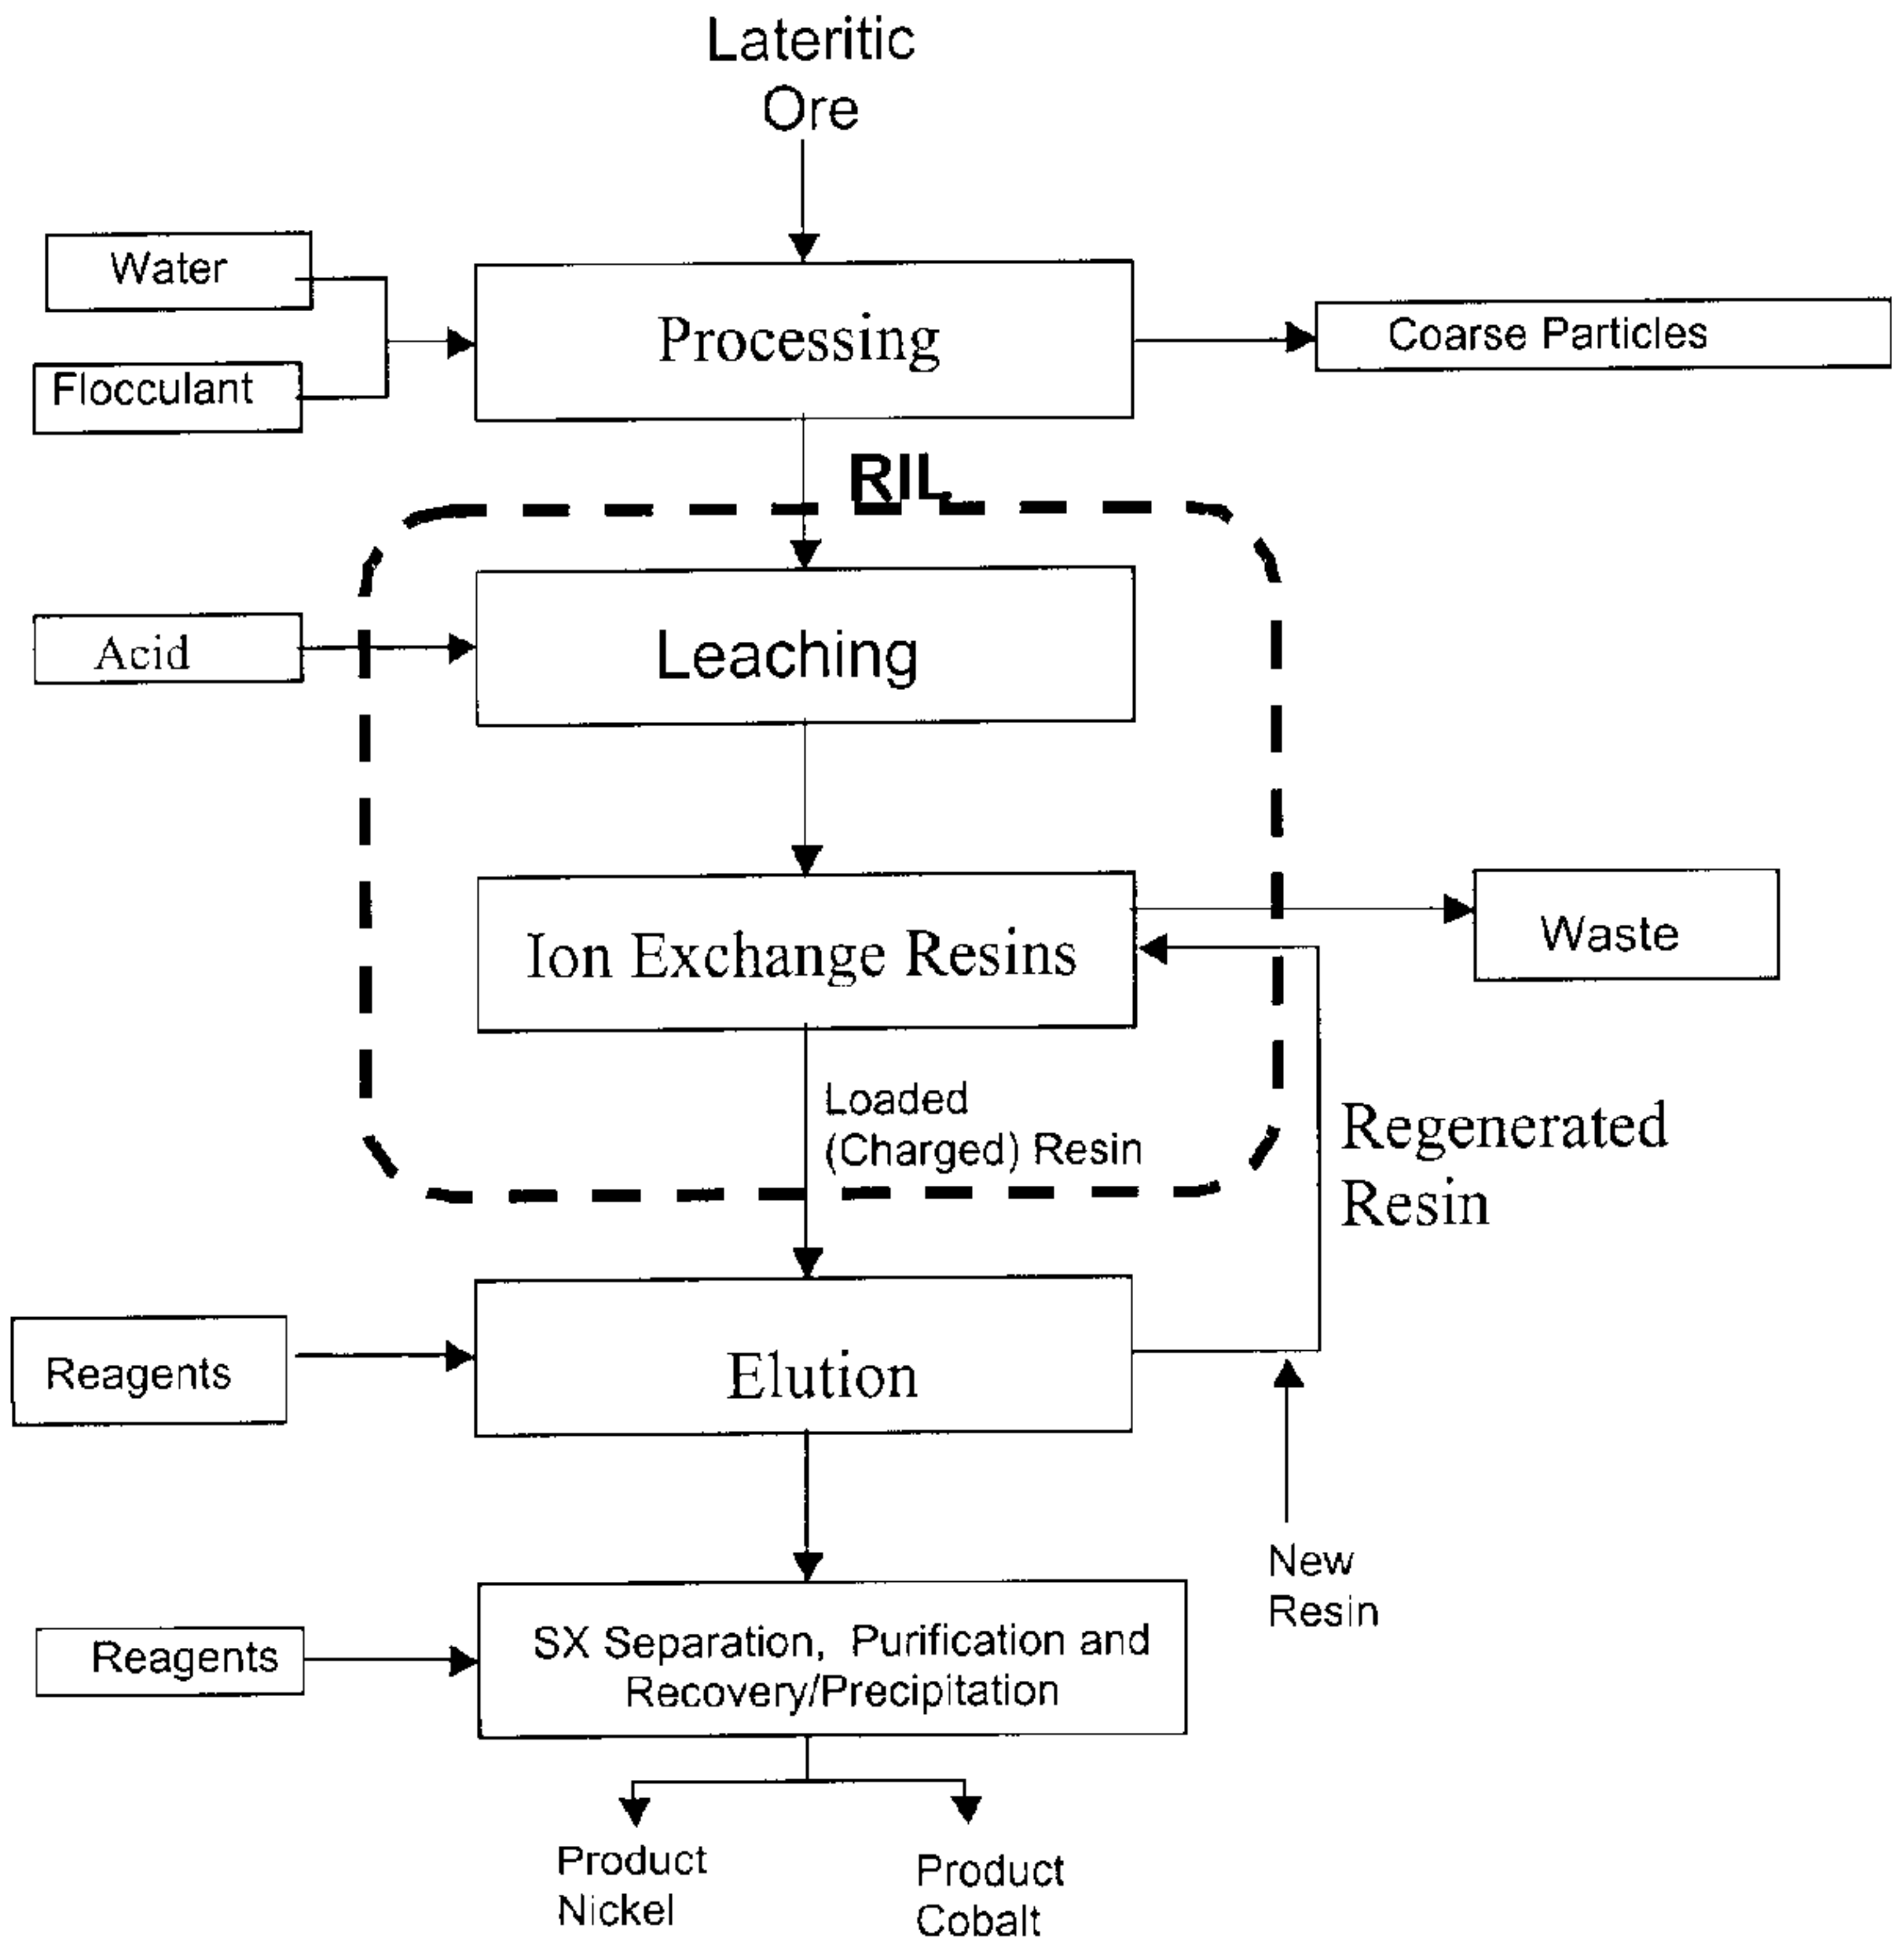 Lateritic
Ore
Water
Processing
Coarse Particles
Flocculant
RIL
Acid
Leaching
Ion Exchange Resins
Waste
Loaded
(Charged) Resin
Regenerated
Resin
Reagents
Elution
New
Resin
Reagents
SX Separation, Purification and
Recovery/Precipitation
Product
Nickel
Product
Cobalt